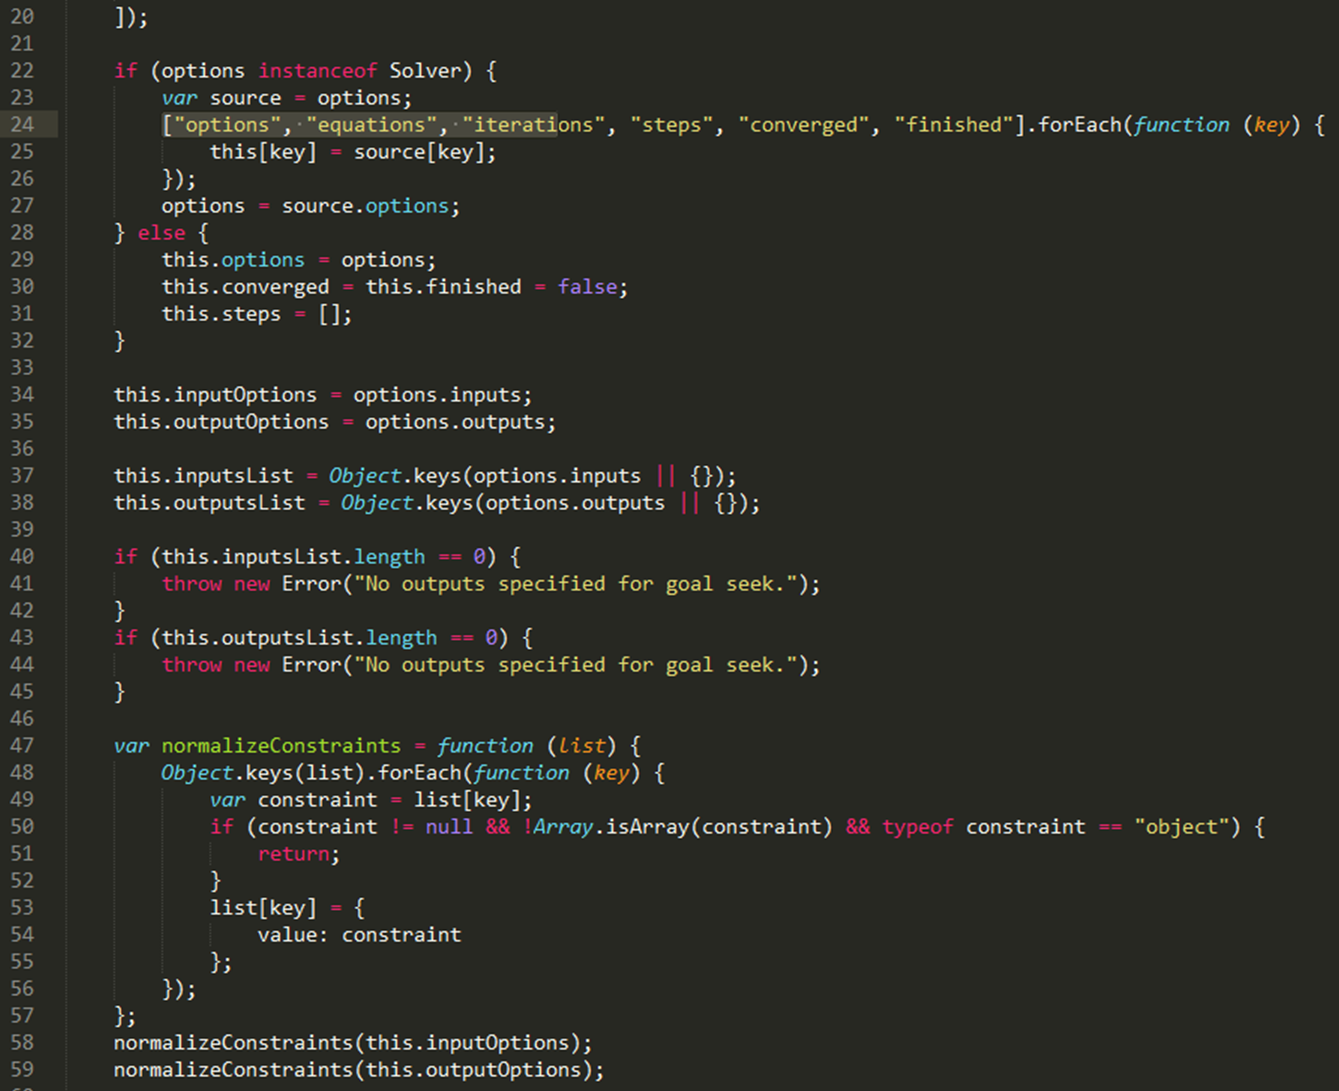 20 ]);
21
22 if (options instanceof Solver) {
23 var source = options;
24 ["options", "equations", "iterations", "steps", "converged", "finished"].forEach(function (key) {
25 this[key] = source[key];
26 });
27 options = source.options;
28 } else {
29 this.options = options;
30 this.converged = this.finished = false;
31 this.steps = [];
32 }
33
34 this.inputOptions = options.inputs;
35 this.outputOptions = options.outputs;
36
37 this.inputsList = Object.keys(options.inputs || {});
38 this.outputsList = Object.keys(options.outputs || {});
39
40 if (this.inputsList.length == 0) {
41 throw new Error("No outputs specified for goal seek.");
42 }
43 if (this.outputsList.length == 0) {
44 throw new Error("No outputs specified for goal seek.");
45 }
46
47 var normalizeConstraints = function (list) {
48 Object.keys(list).forEach(function (key) {
49 var constraint = list[key];
50 if (constraint != null && !Array.isArray(constraint) && typeof constraint == "object") {
51 return;
52 }
53 list[key] = {
54 value: constraint
55 };
56 });
57 };
58 normalizeConstraints(this.inputOptions);
59 normalizeConstraints(this.outputOptions);